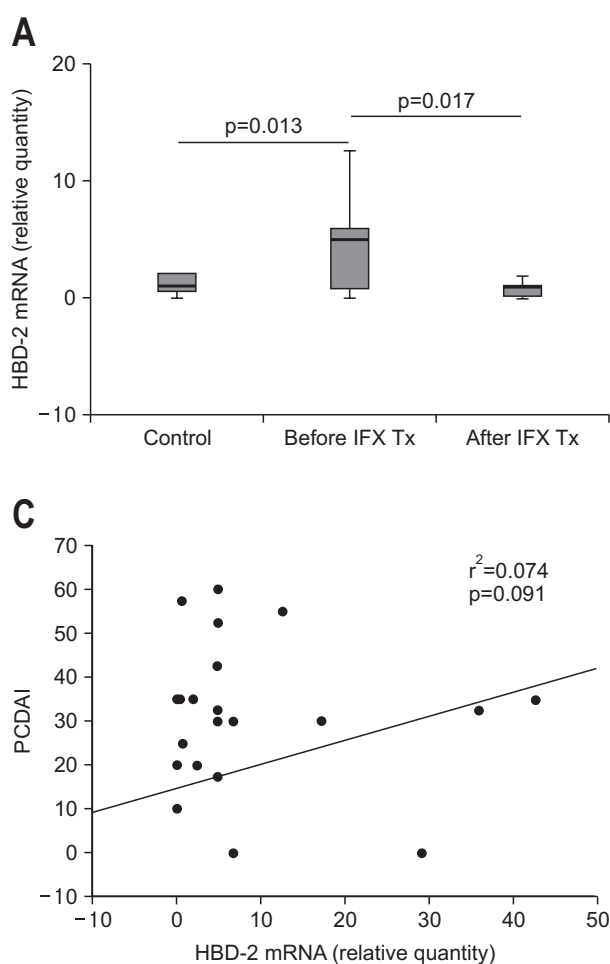 A
HBD-2 mRNA (relative quantity)
20
10
0
−10
p=0.013
p=0.017
Control
Before IFX Tx
After IFX Tx
C
PCDAI
70
60
50
40
30
20
10
0
−10
r²=0.074
p=0.091
−10
0
10
20
30
40
50
HBD-2 mRNA (relative quantity)